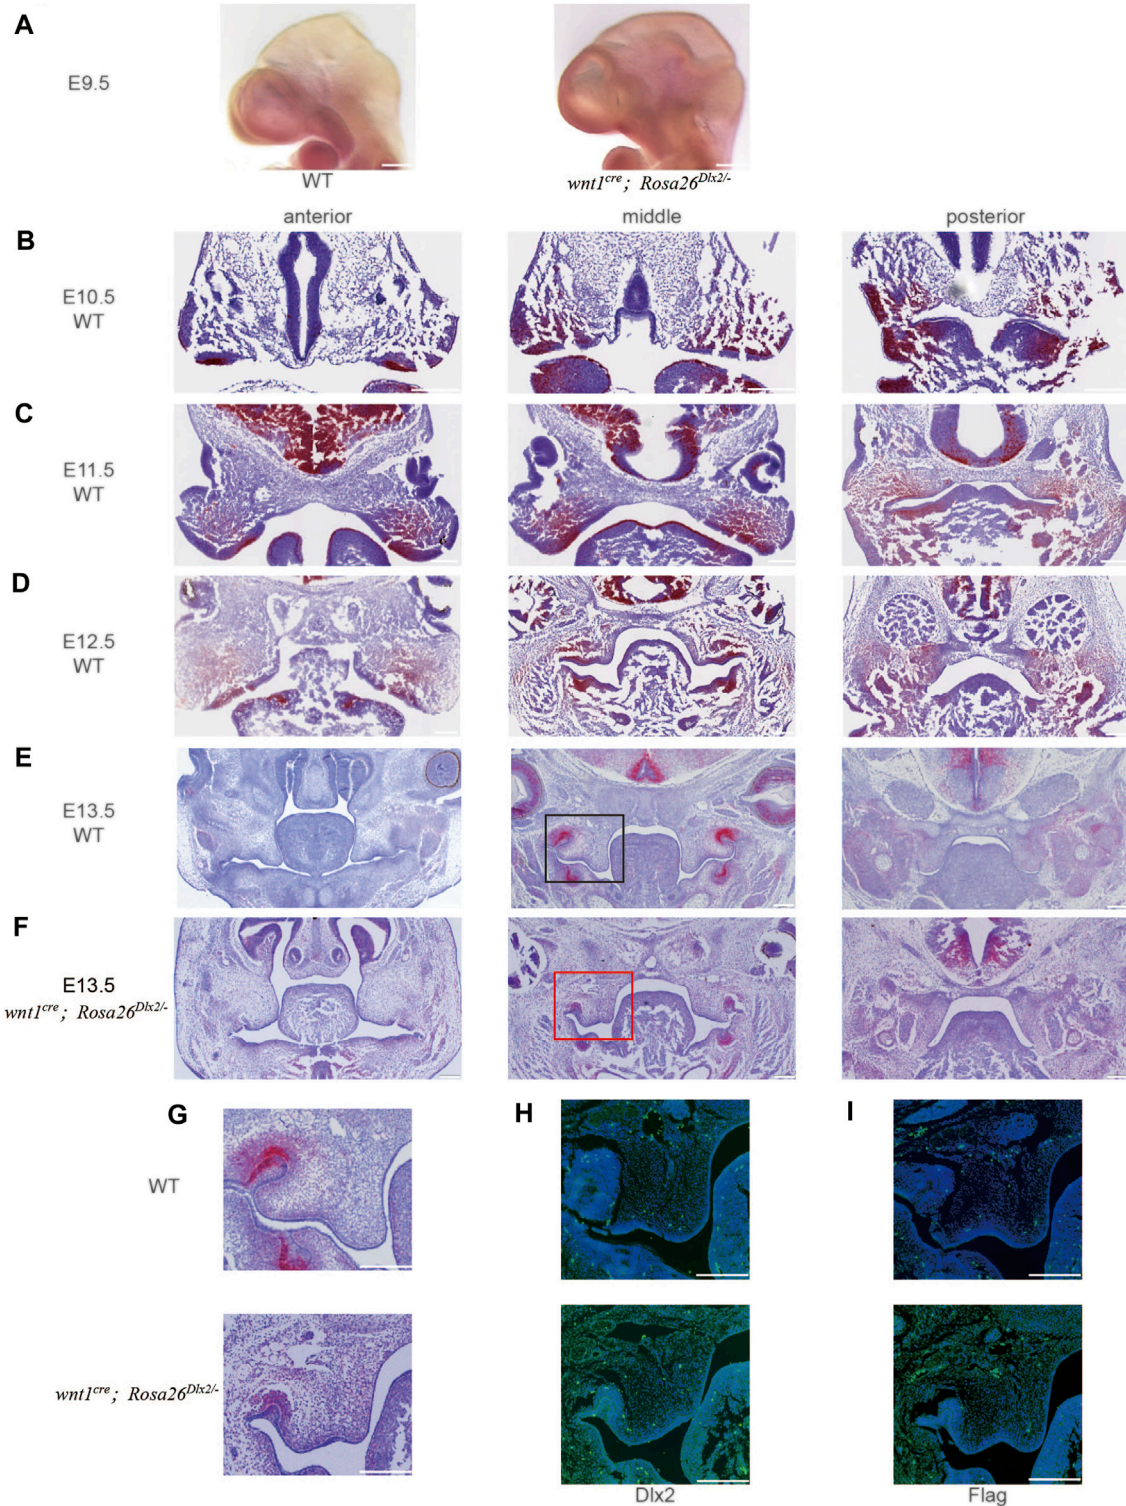 A
E9.5
WT
wnt1cre; Rosa26Dlx2/-
anterior
middle
posterior
B
E10.5
WT
C
E11.5
WT
D
E12.5
WT
E
E13.5
WT
F
E13.5
wnt1cre; Rosa26Dlx2/-
G
H
I
WT
wnt1cre; Rosa26Dlx2/-
Dlx2
Flag